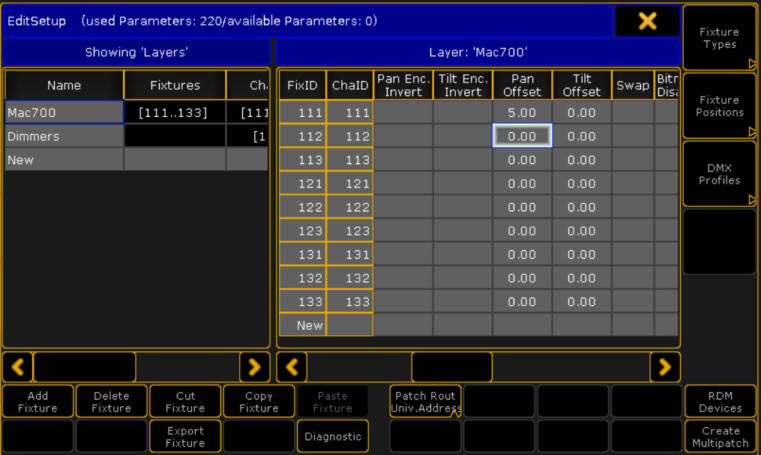 EditSetup (used Parameters: 220/available Parameters: 0)
Showing 'Layers'
Name Fixtures Ch
Mac700 [111..133] [111
Dimmers [1
New
Layer: 'Mac700'
FixID ChaID Pan Enc. Invert Tilt Enc. Invert Pan Offset Tilt Offset Swap Bitr Disa
111 111 5.00 0.00
112 112 0.00 0.00
113 113 0.00 0.00
121 121 0.00 0.00
122 122 0.00 0.00
123 123 0.00 0.00
131 131 0.00 0.00
132 132 0.00 0.00
133 133 0.00 0.00
New
Fixture
Types
Fixture
Positions
DMX
Profiles
Add
Fixture
Delete
Fixture
Cut
Fixture
Copy
Fixture
Paste
Fixture
Patch Rout
Univ.Address
RDM
Devices
Export
Fixture
Diagnostic
Create
Multipatch